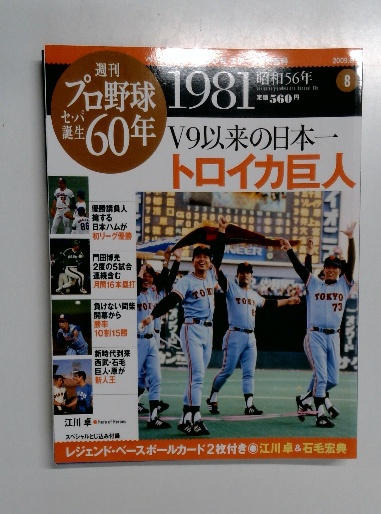 週刊
プロ野球
セ・パ
誕生
60年
1981
昭和56年
定価560円
2009
8
V9以来の日本一
トロイカ巨人
優勝請負人
擁する
日本ハムが
初リーグ優勝
門田博光
2度の5試合
連続含む
月間16本塁打
負けない間柴
開幕から
勝率
10割15勝
新時代到来
西武・石毛
巨人・原が
新人王
TOKYO
TOKYO
TOKYO
73
江川 卓
スペシャルとじ込み付録
レジェンド・ベースボールカード2枚付き◉江川 卓&石毛宏典